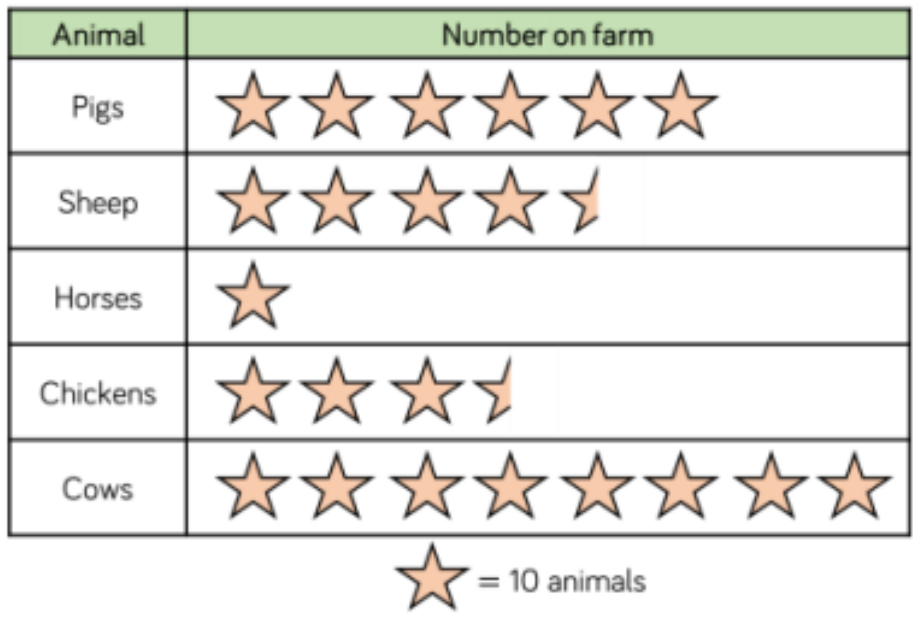 Animal Number on farm
Pigs
Sheep
Horses
Chickens
Cows
= 10 animals